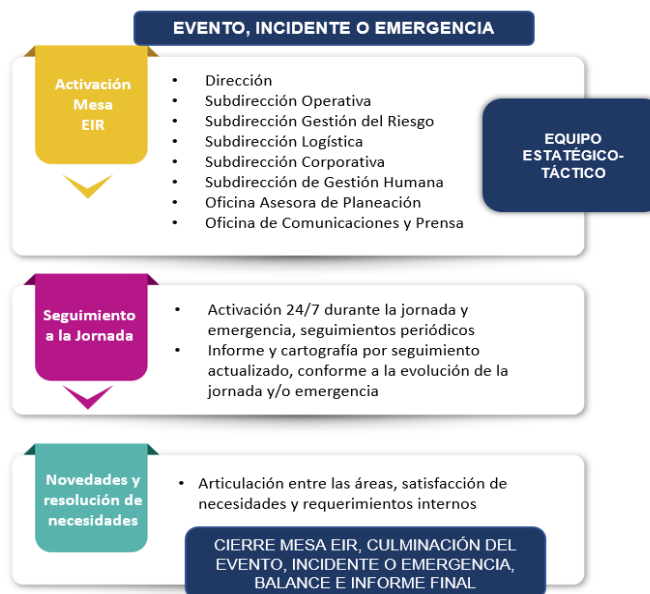 EVENTO, INCIDENTE O EMERGENCIA
Activación
Mesa
EIR
• Dirección
• Subdirección Operativa
• Subdirección Gestión del Riesgo
• Subdirección Logística
• Subdirección Corporativa
• Subdirección de Gestión Humana
• Oficina Asesora de Planeación
• Oficina de Comunicaciones y Prensa
EQUIPO
ESTATÉGICO-
TÁCTICO
Seguimiento
a la Jornada
• Activación 24/7 durante la jornada y
emergencia, seguimientos periódicos
• Informe y cartografía por seguimiento
actualizado, conforme a la evolución de la
jornada y/o emergencia
Novedades y
resolución de
necesidades
• Articulación entre las áreas, satisfacción de
necesidades y requerimientos internos
CIERRE MESA EIR, CULMINACIÓN DEL
EVENTO, INCIDENTE O EMERGENCIA,
BALANCE E INFORME FINAL